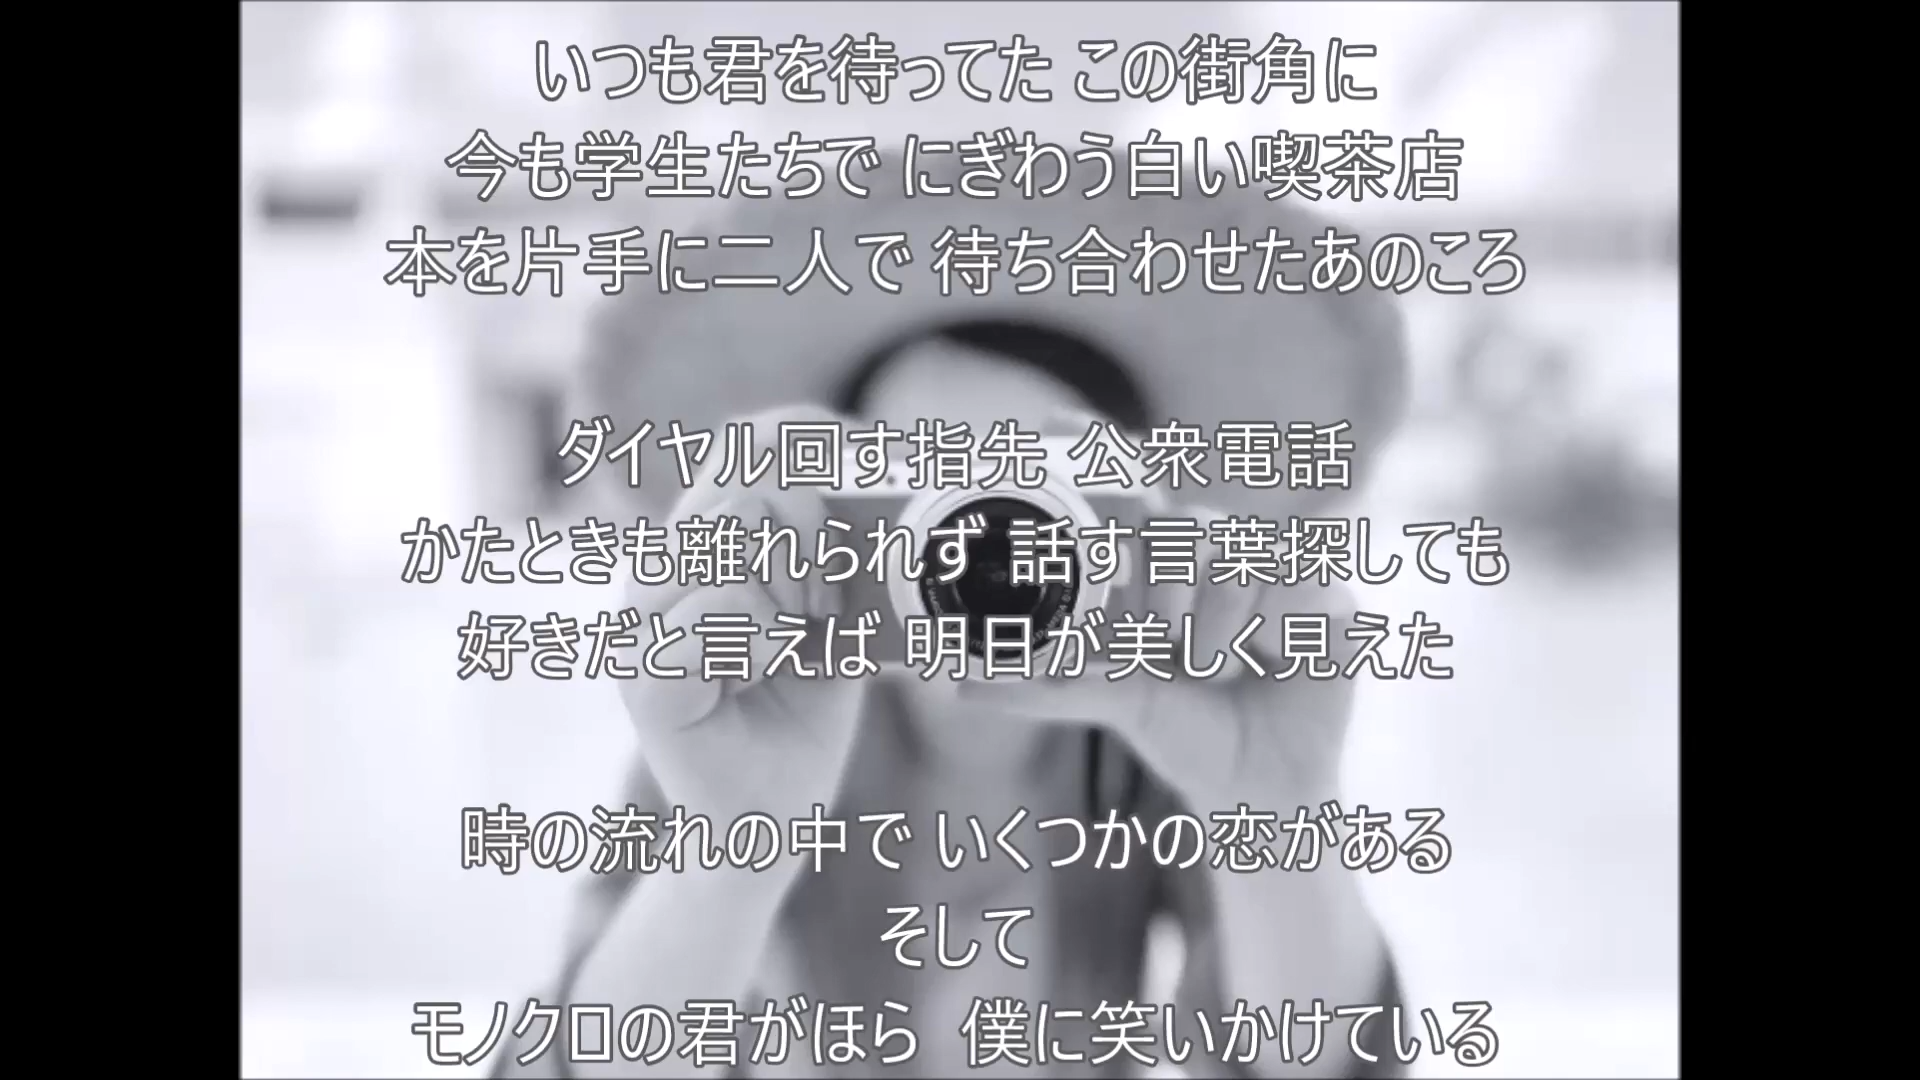 いつも君を待ってた この街角に
今も学生たちで にぎわう白い喫茶店
本を片手に二人で 待ち合わせたあのころ
ダイヤル回す指先 公衆電話
かたときも離れられず 話す言葉探しても
好きだと言えば 明日が美しく見えた
時の流れの中で いくつかの恋がある
そして
モノクロの君がほら　僕に笑いかけている